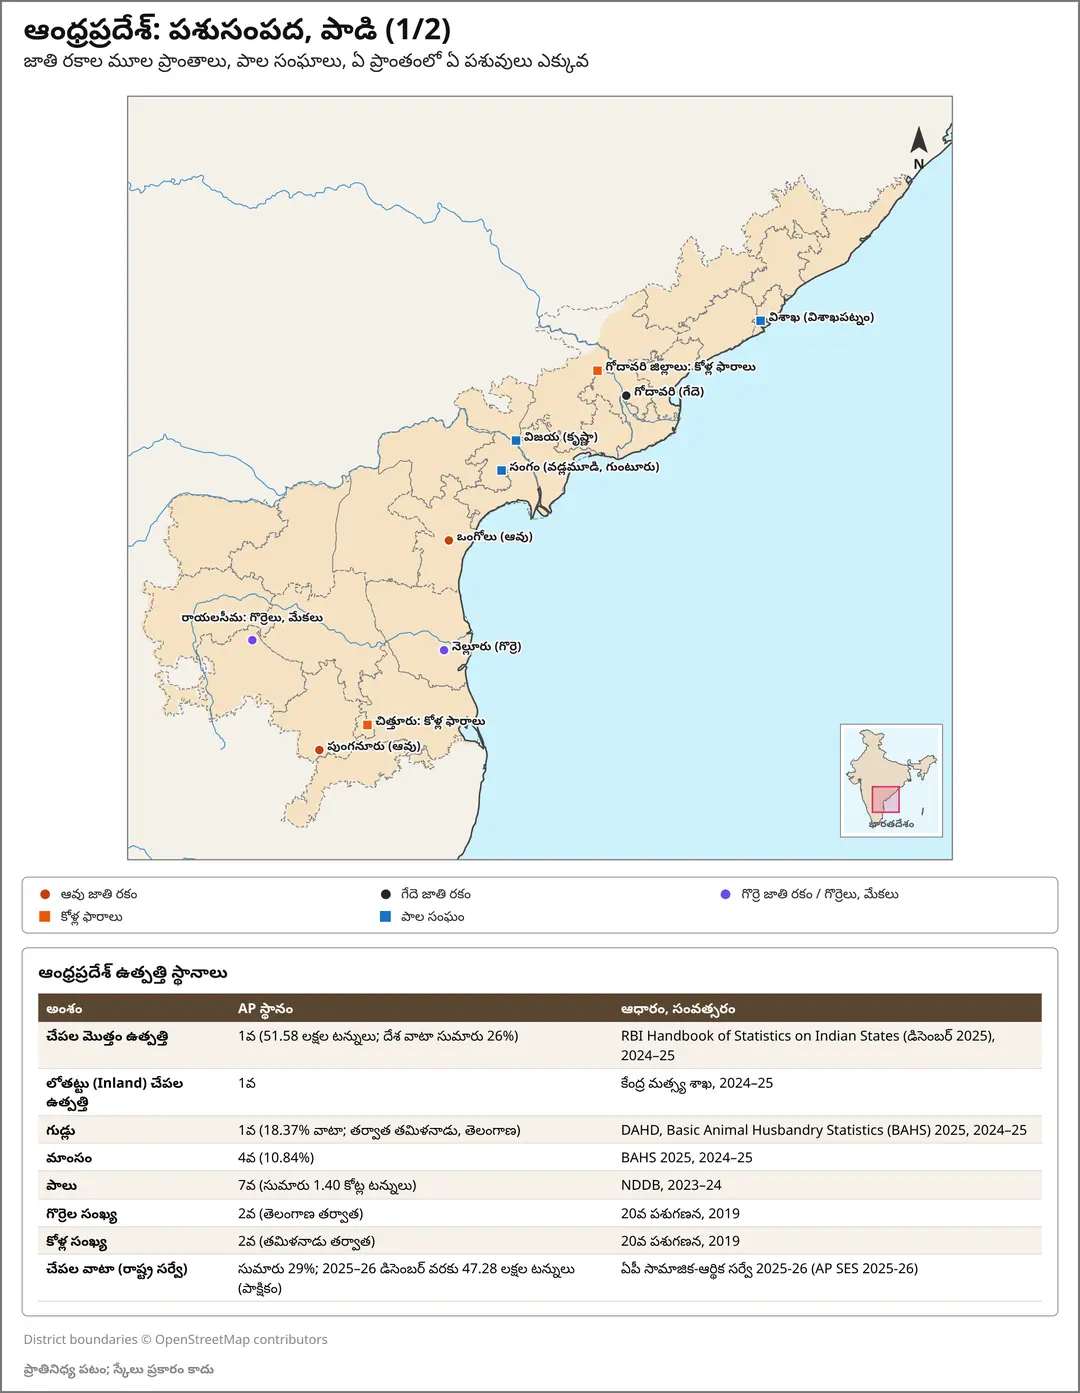 ఆంధ్రప్రదేశ్: పశుసంపద, పాడి (1/2)
జాతి రకాల మూల ప్రాంతాలు, పాల సంఘాలు, ఏ ప్రాంతంలో ఏ పశువులు ఎక్కువ
N
విశాఖ (విశాఖపట్నం)
గోదావరి జిల్లాలు: కోళ్ల ఫారాలు
గోదావరి (గేదె)
విజయ (కృష్ణా)
సంగం (వడ్లమూడి, గుంటూరు)
ఒంగోలు (ఆవు)
రాయలసీమ: గొర్రెలు, మేకలు
నెల్లూరు (గొర్రె)
చిత్తూరు: కోళ్ల ఫారాలు
పుంగనూరు (ఆవు)
భారతదేశం
ఆవు జాతి రకం
గేదె జాతి రకం
గొర్రె జాతి రకం / గొర్రెలు, మేకలు
కోళ్ల ఫారాలు
పాల సంఘం
ఆంధ్రప్రదేశ్ ఉత్పత్తి స్థానాలు
అంశం AP స్థానం ఆధారం, సంవత్సరం
చేపల మొత్తం ఉత్పత్తి 1వ (51.58 లక్షల టన్నులు; దేశ వాటా సుమారు 26%) RBI Handbook of Statistics on Indian States (డిసెంబర్ 2025),
2024–25
లోతట్టు (Inland) చేపల 1వ కేంద్ర మత్స్య శాఖ, 2024–25
ఉత్పత్తి
గుడ్లు 1వ (18.37% వాటా; తర్వాత తమిళనాడు, తెలంగాణ) DAHD, Basic Animal Husbandry Statistics (BAHS) 2025, 2024–25
మాంసం 4వ (10.84%) BAHS 2025, 2024–25
పాలు 7వ (సుమారు 1.40 కోట్ల టన్నులు) NDDB, 2023–24
గొర్రెల సంఖ్య 2వ (తెలంగాణ తర్వాత) 20వ పశుగణన, 2019
కోళ్ల సంఖ్య 2వ (తమిళనాడు తర్వాత) 20వ పశుగణన, 2019
చేపల వాటా (రాష్ట్ర సర్వే) సుమారు 29%; 2025–26 డిసెంబర్ వరకు 47.28 లక్షల టన్నులు ఏపీ సామాజిక-ఆర్థిక సర్వే 2025-26 (AP SES 2025-26)
(పాక్షికం)
District boundaries © OpenStreetMap contributors
ప్రాతినిధ్య పటం; స్కేలు ప్రకారం కాదు